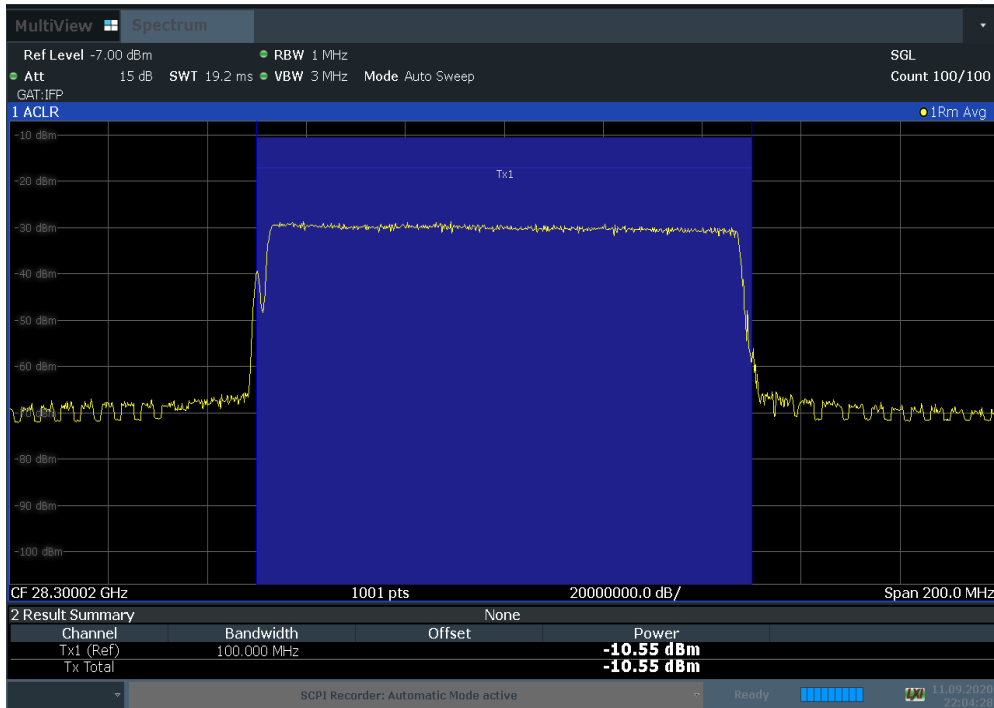 MultiView Spectrum
Ref Level -7.00 dBm RBW 1 MHz SGL
Att 15 dB SWT 19.2 ms VBW 3 MHz Mode Auto Sweep Count 100/100
GAT:IFP
1 ACLR 1Rm Avg
-10 dBm
Tx1
-20 dBm
-30 dBm
-40 dBm
-50 dBm
-60 dBm
-70 dBm
-80 dBm
-90 dBm
-100 dBm
CF 28.30002 GHz 1001 pts 20000000.0 dB/ Span 200.0 MHz
2 Result Summary None
Channel Bandwidth Offset Power
Tx1 (Ref) 100.000 MHz -10.55 dBm
Tx Total -10.55 dBm
SCPI Recorder: Automatic Mode active Ready LXI 11.09.2020
22:04:28